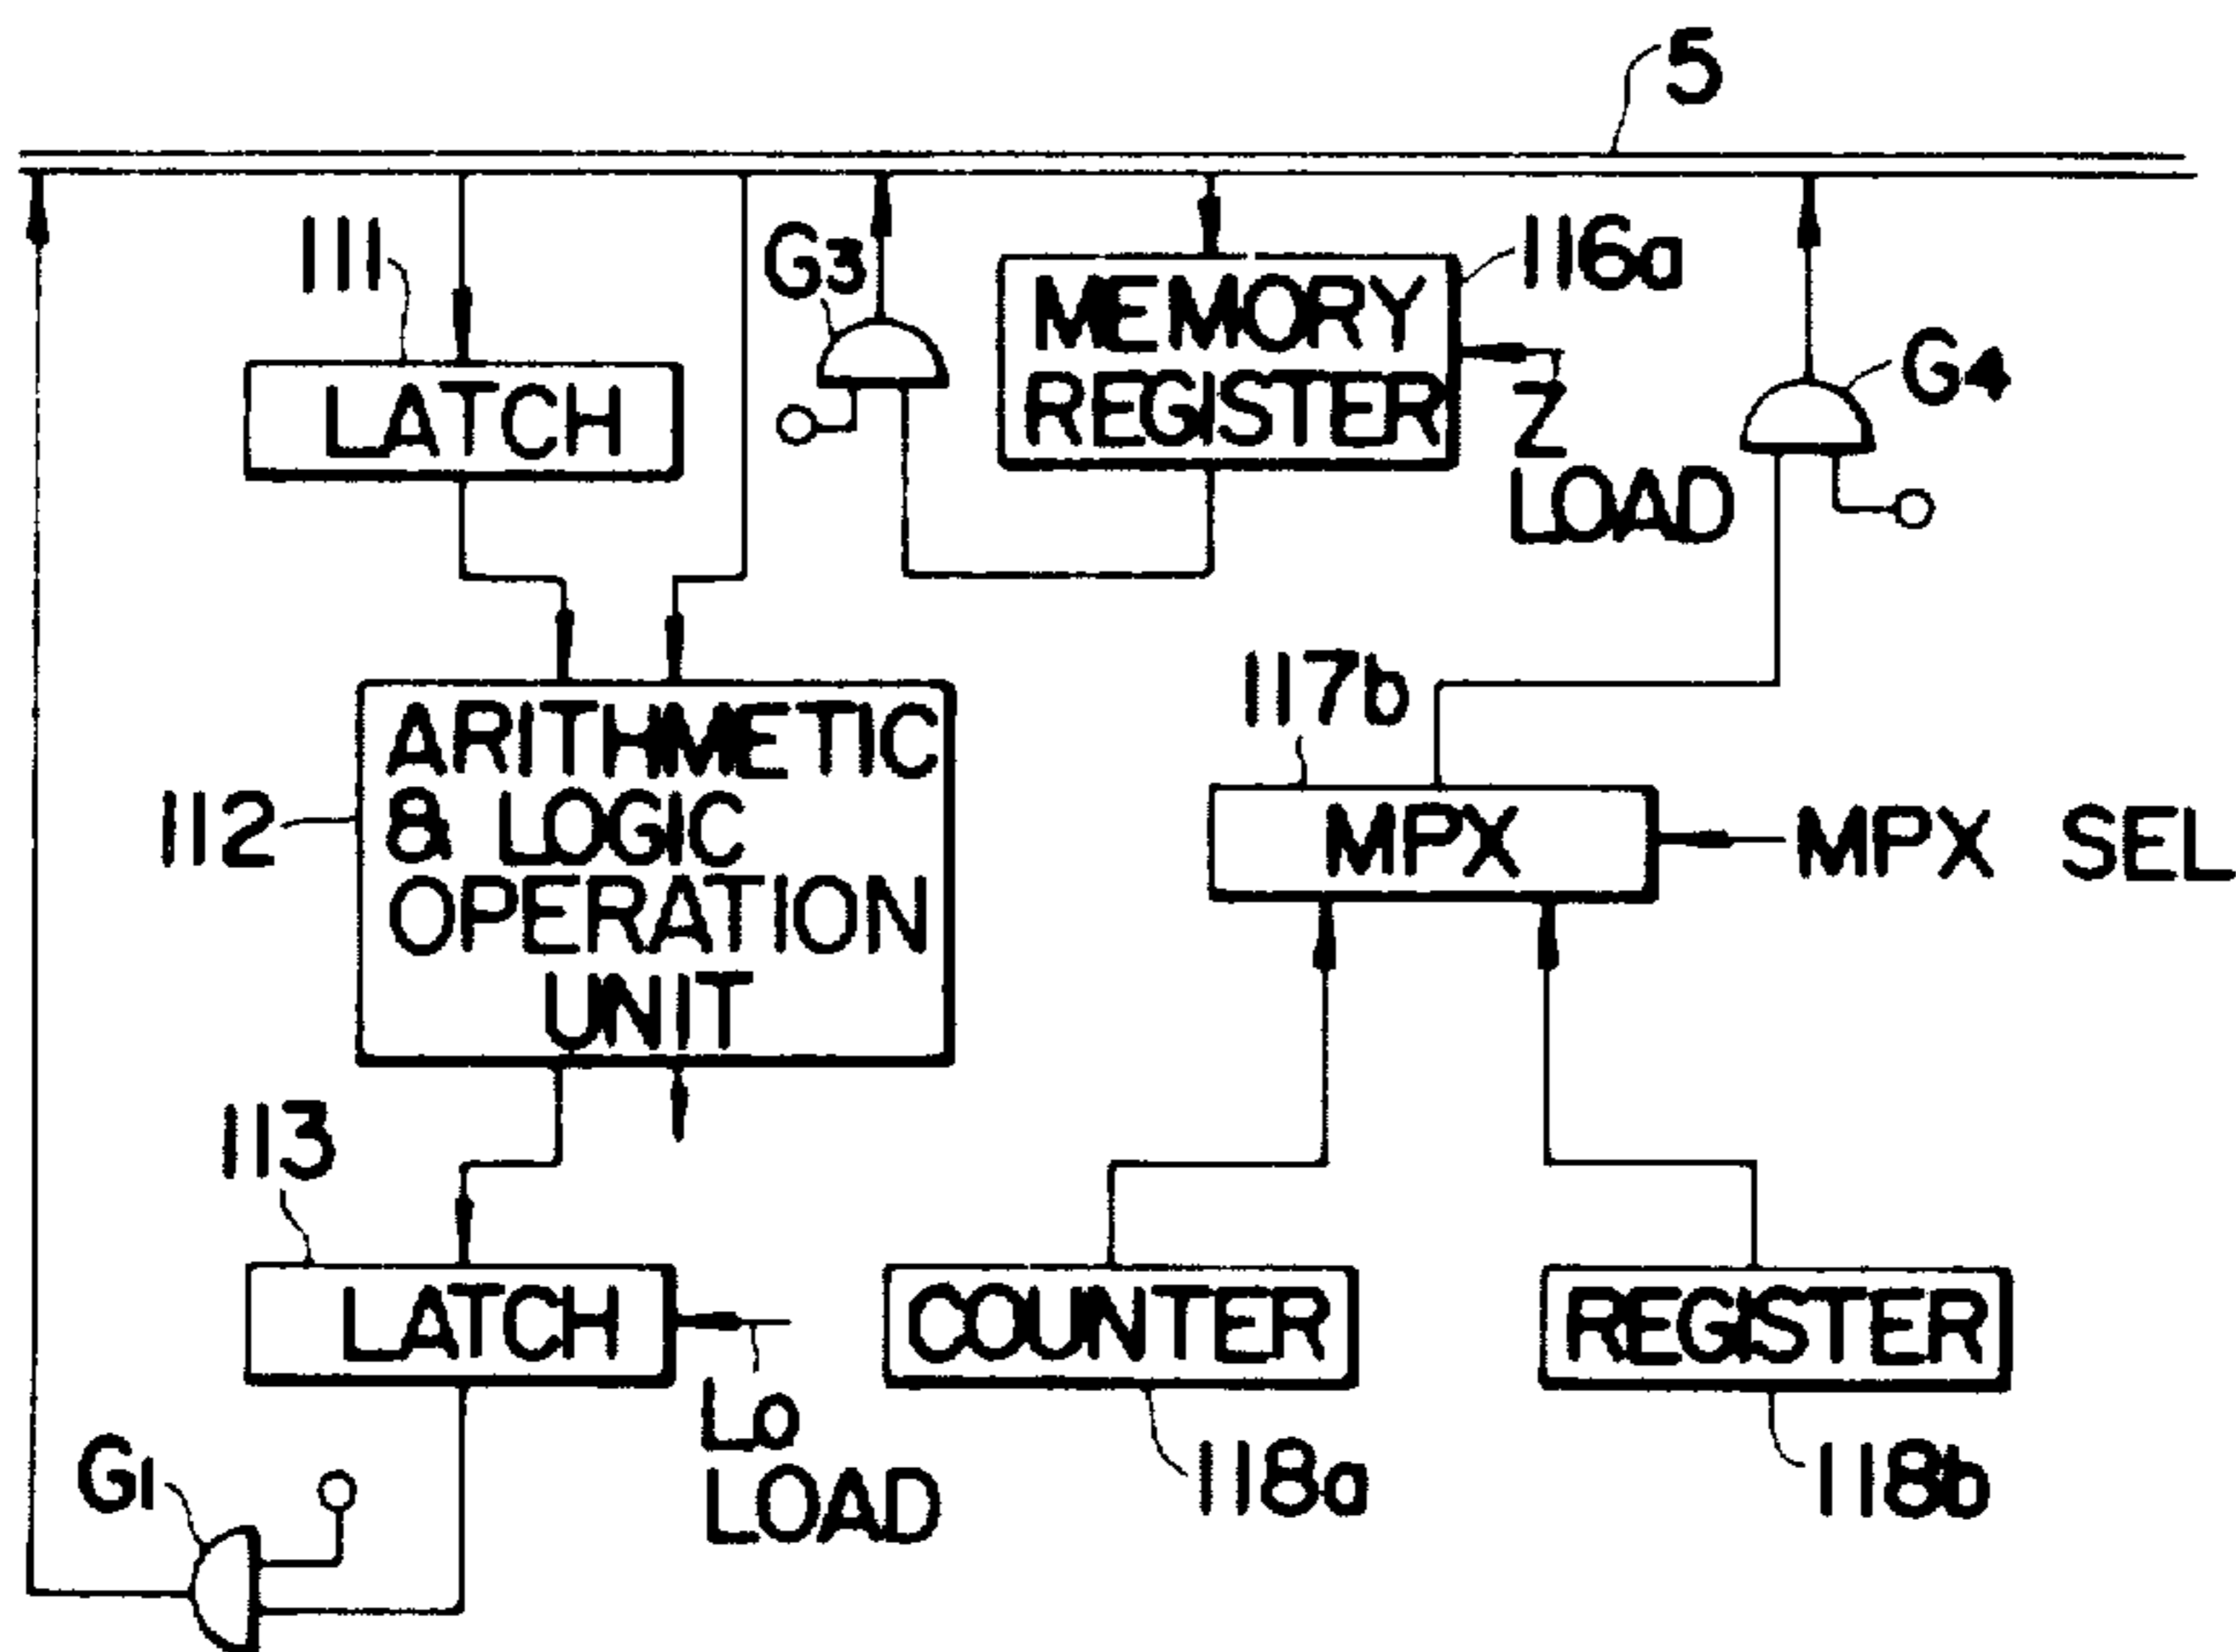 5
111
G3
116a
MEMORY
REGISTER
Z
LOAD
G4
LATCH
117b
112
ARITHMETIC
& LOGIC
OPERATION
UNIT
MPX
MPX SEL
113
LATCH
Lo
LOAD
COUNTER
REGISTER
118a
118b
G1